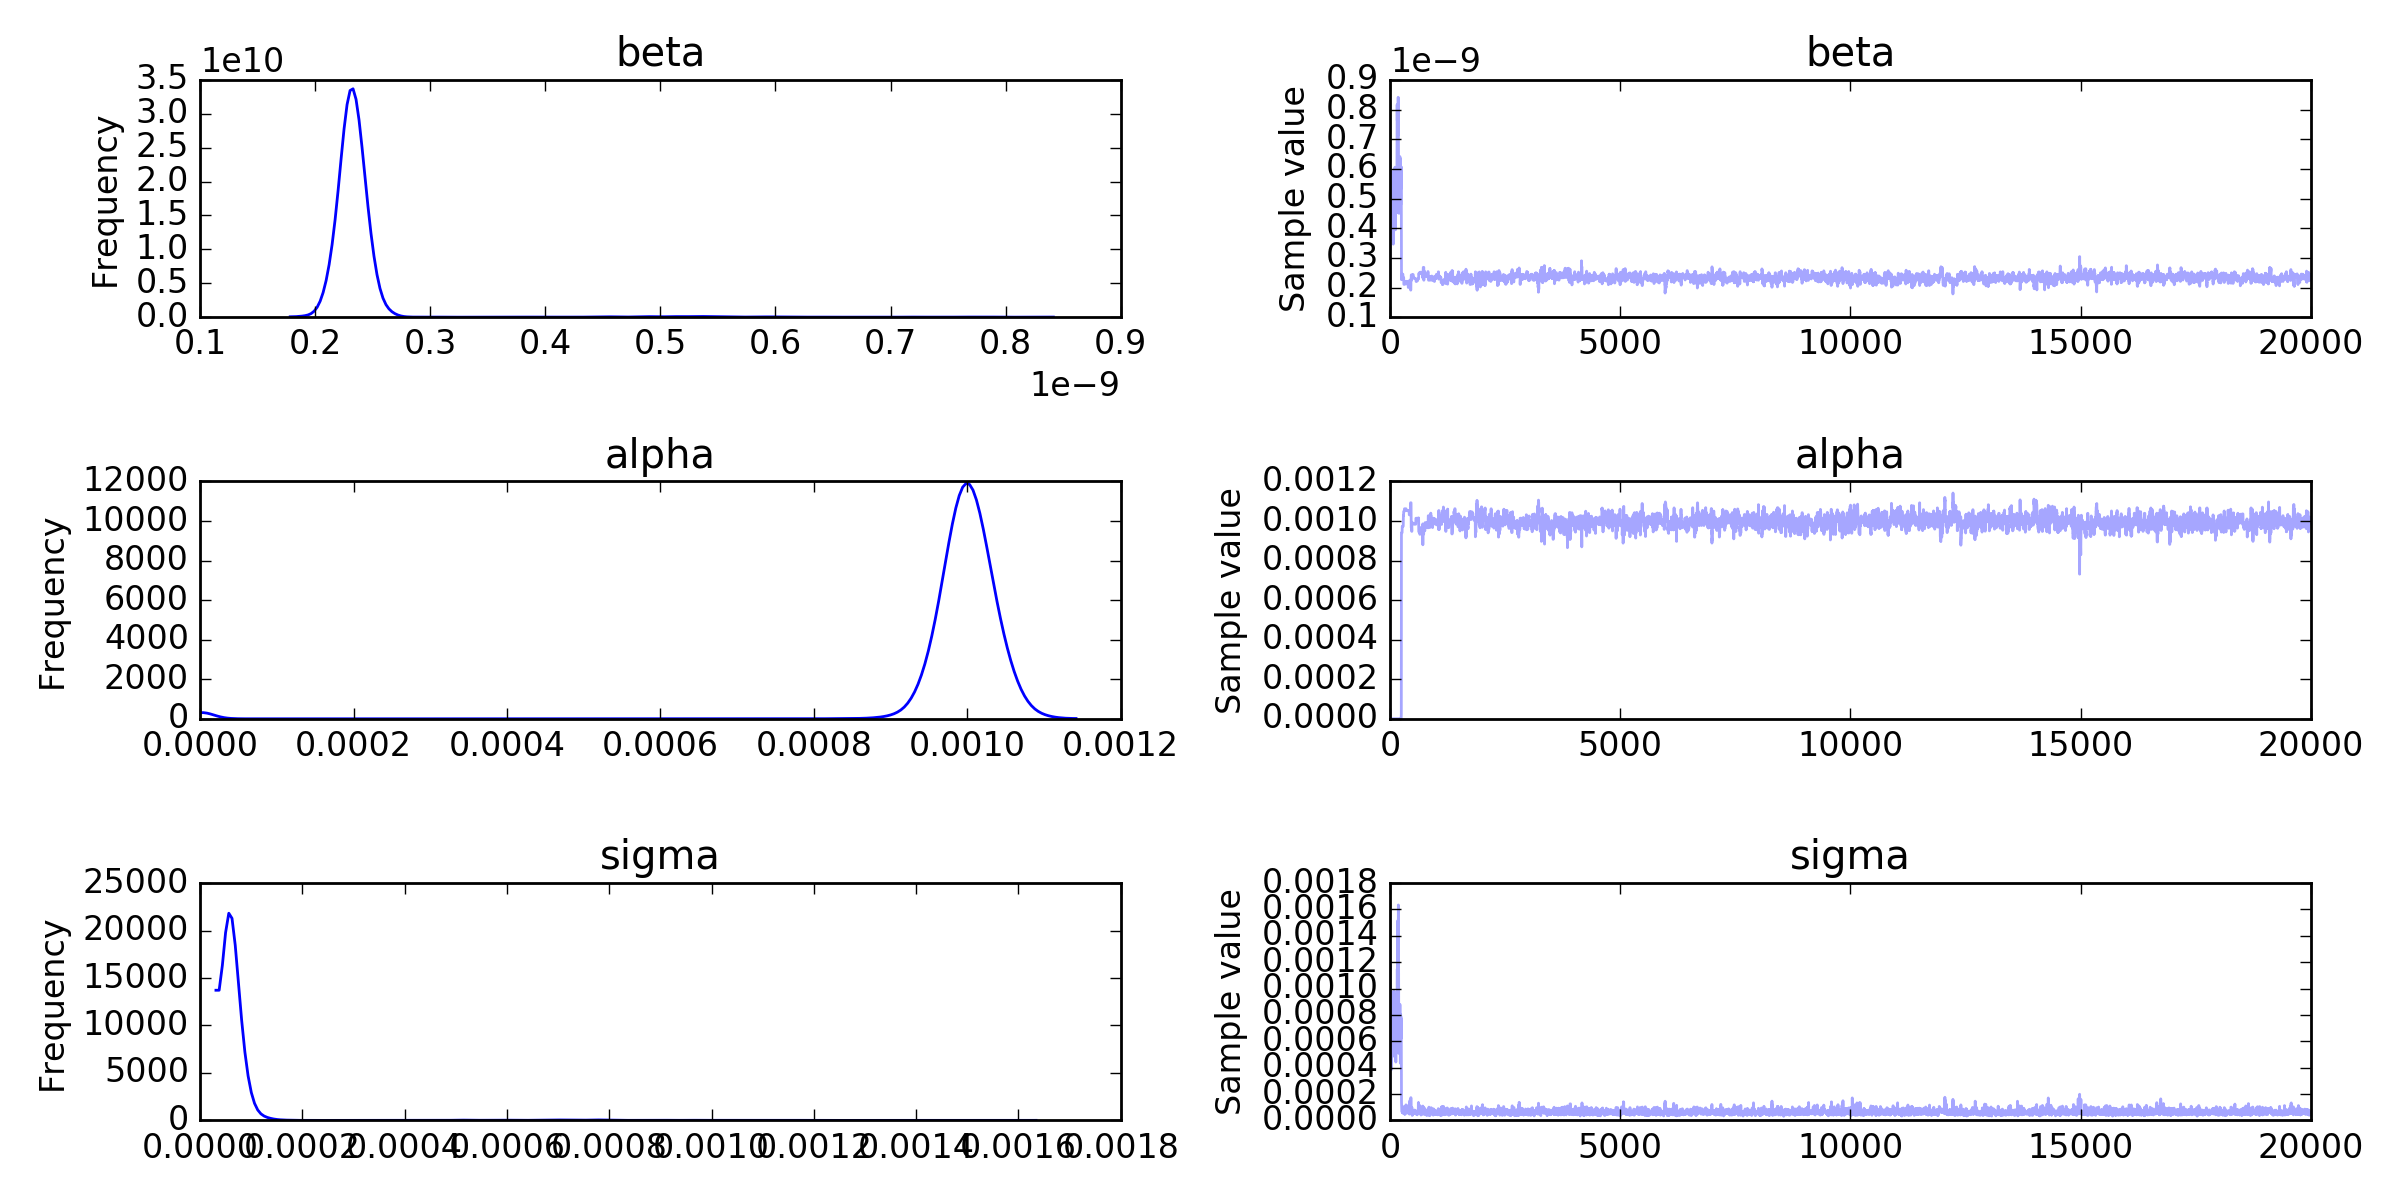 beta
1e10
Frequency
3.5
3.0
2.5
2.0
1.5
1.0
0.5
0.0
0.1 0.2 0.3 0.4 0.5 0.6 0.7 0.8 0.9
1e−9
beta
1e−9
Sample value
0.9
0.8
0.7
0.6
0.5
0.4
0.3
0.2
0.1
0 5000 10000 15000 20000
alpha
Frequency
12000
10000
8000
6000
4000
2000
0
0.0000 0.0002 0.0004 0.0006 0.0008 0.0010 0.0012
alpha
Sample value
0.0012
0.0010
0.0008
0.0006
0.0004
0.0002
0.0000
0 5000 10000 15000 20000
sigma
Frequency
25000
20000
15000
10000
5000
0
0.0000 0.0002 0.0004 0.0006 0.0008 0.0010 0.0012 0.0014 0.0016 0.0018
sigma
Sample value
0.0018
0.0016
0.0014
0.0012
0.0010
0.0008
0.0006
0.0004
0.0002
0.0000
0 5000 10000 15000 20000